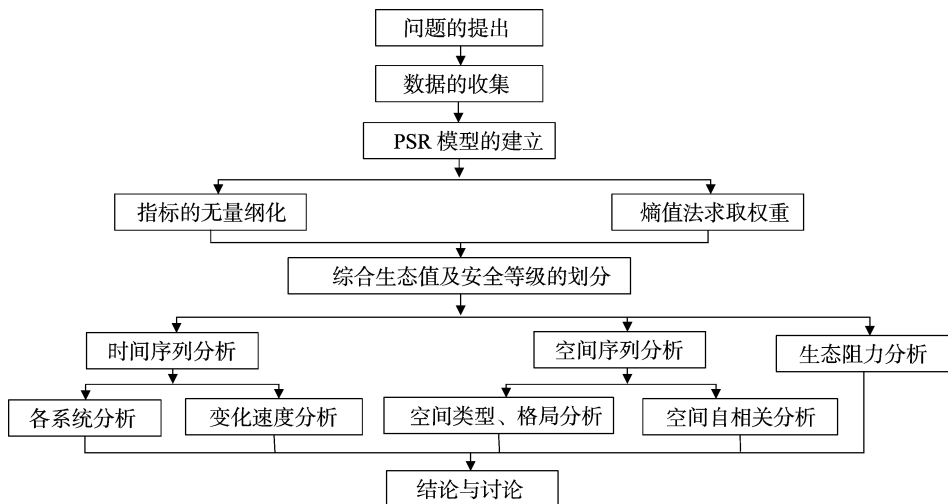 问题的提出
数据的收集
PSR 模型的建立
指标的无量纲化
熵值法求取权重
综合生态值及安全等级的划分
时间序列分析
空间序列分析
生态阻力分析
各系统分析
变化速度分析
空间类型、格局分析
空间自相关分析
结论与讨论